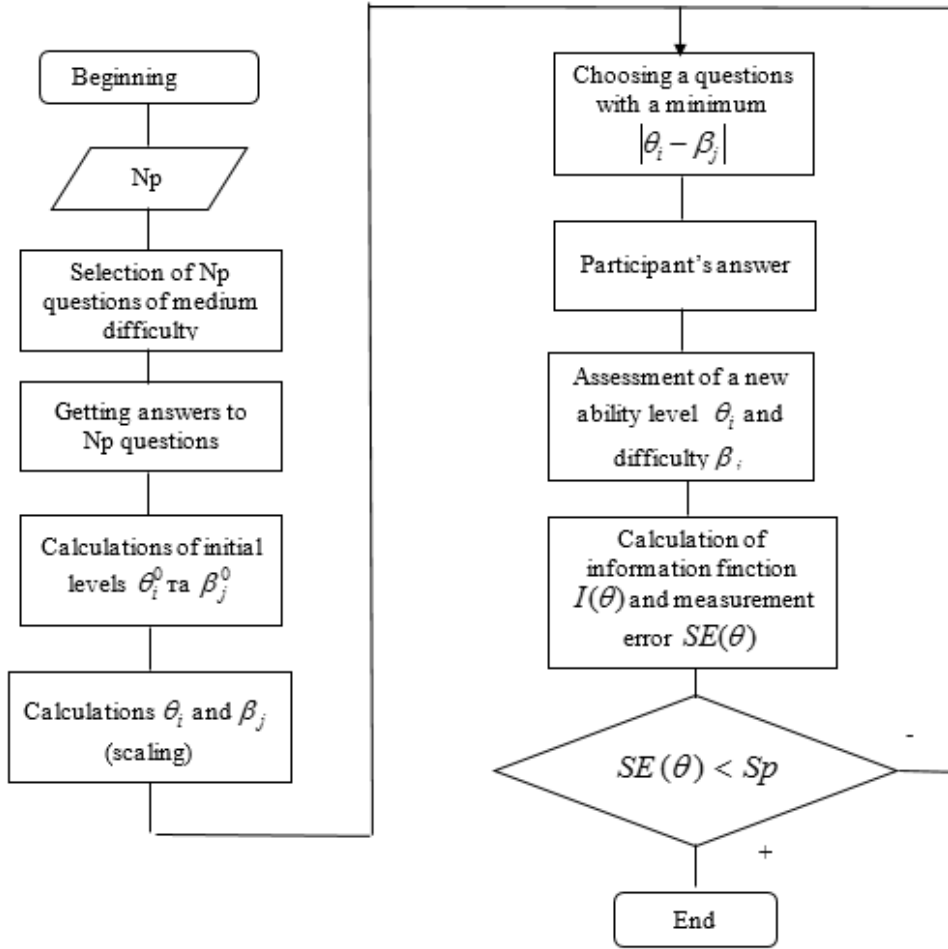 Beginning
Np
Selection of Np
questions of medium
difficulty
Getting answers to
Np questions
Calculations of initial
levels θ_i^0 та β_j^0
Calculations θ_i and β_j
(scaling)
Choosing a questions
with a minimum
|θ_i − β_j|
Participant's answer
Assessment of a new
ability level θ_i and
difficulty β_j
Calculation of
information finction
I(θ) and measurement
error SE(θ)
SE(θ) < Sp
-
+
End